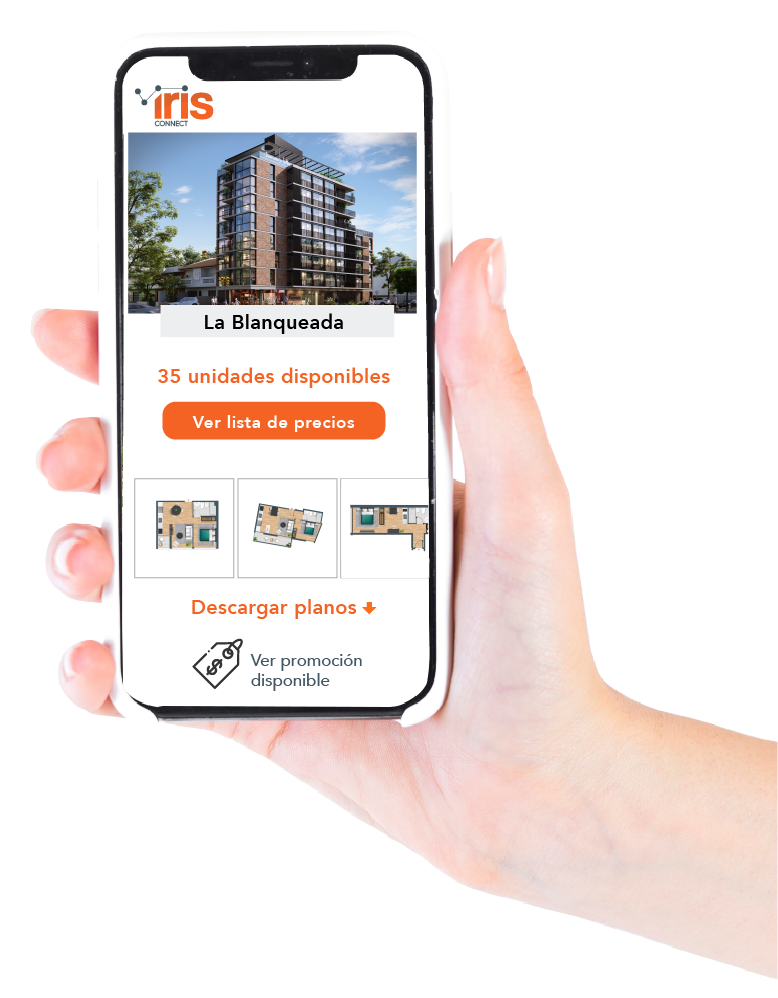 iris
CONNECT
La Blanqueada
35 unidades disponibles
Ver lista de precios
Descargar planos
Ver promoción
disponible